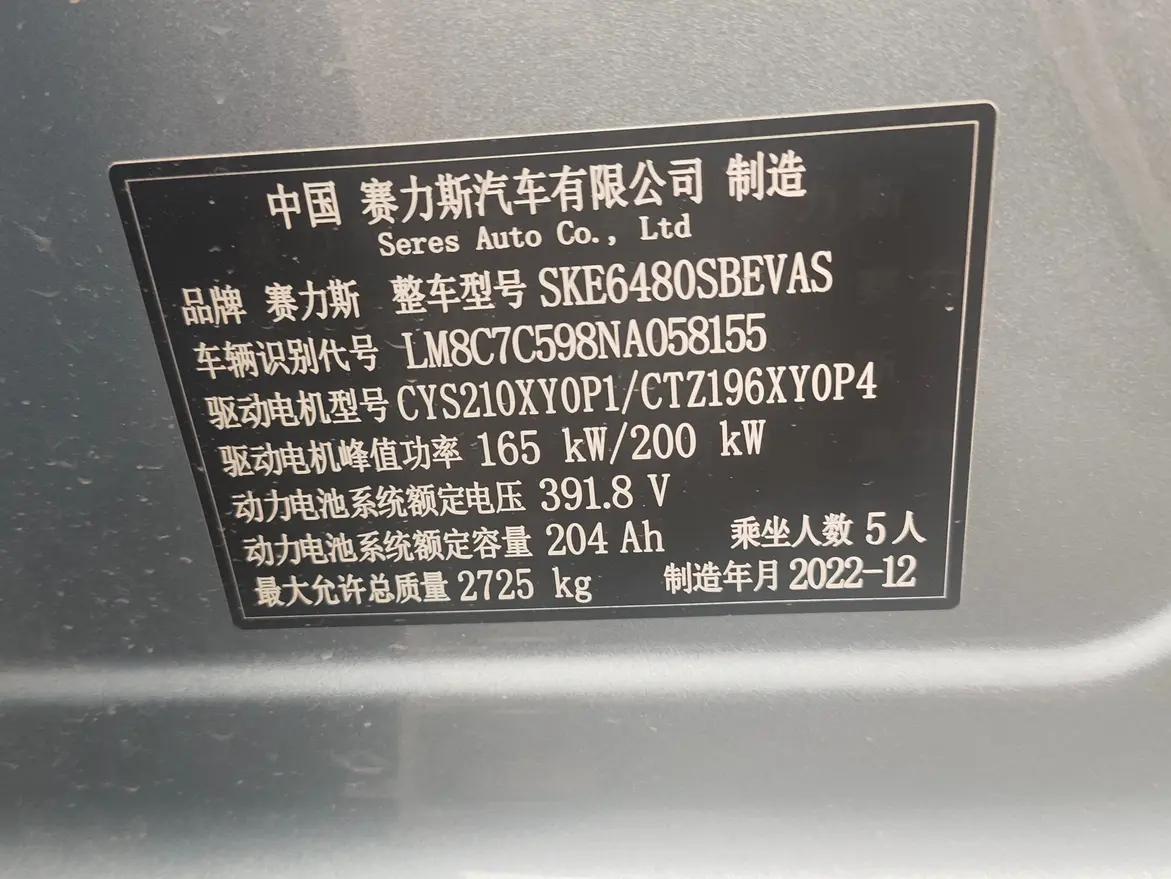 中国 赛力斯汽车有限公司 制造
Seres Auto Co., Ltd
品牌 赛力斯 整车型号 SKE6480SBEVAS
车辆识别代号 LM8C7C598NA058155
驱动电机型号 CYS210XY0P1/CTZ196XY0P4
驱动电机峰值功率 165 kW/200 kW
动力电池系统额定电压 391.8 V
动力电池系统额定容量 204 Ah 乘坐人数 5 人
最大允许总质量 2725 kg 制造年月 2022-12